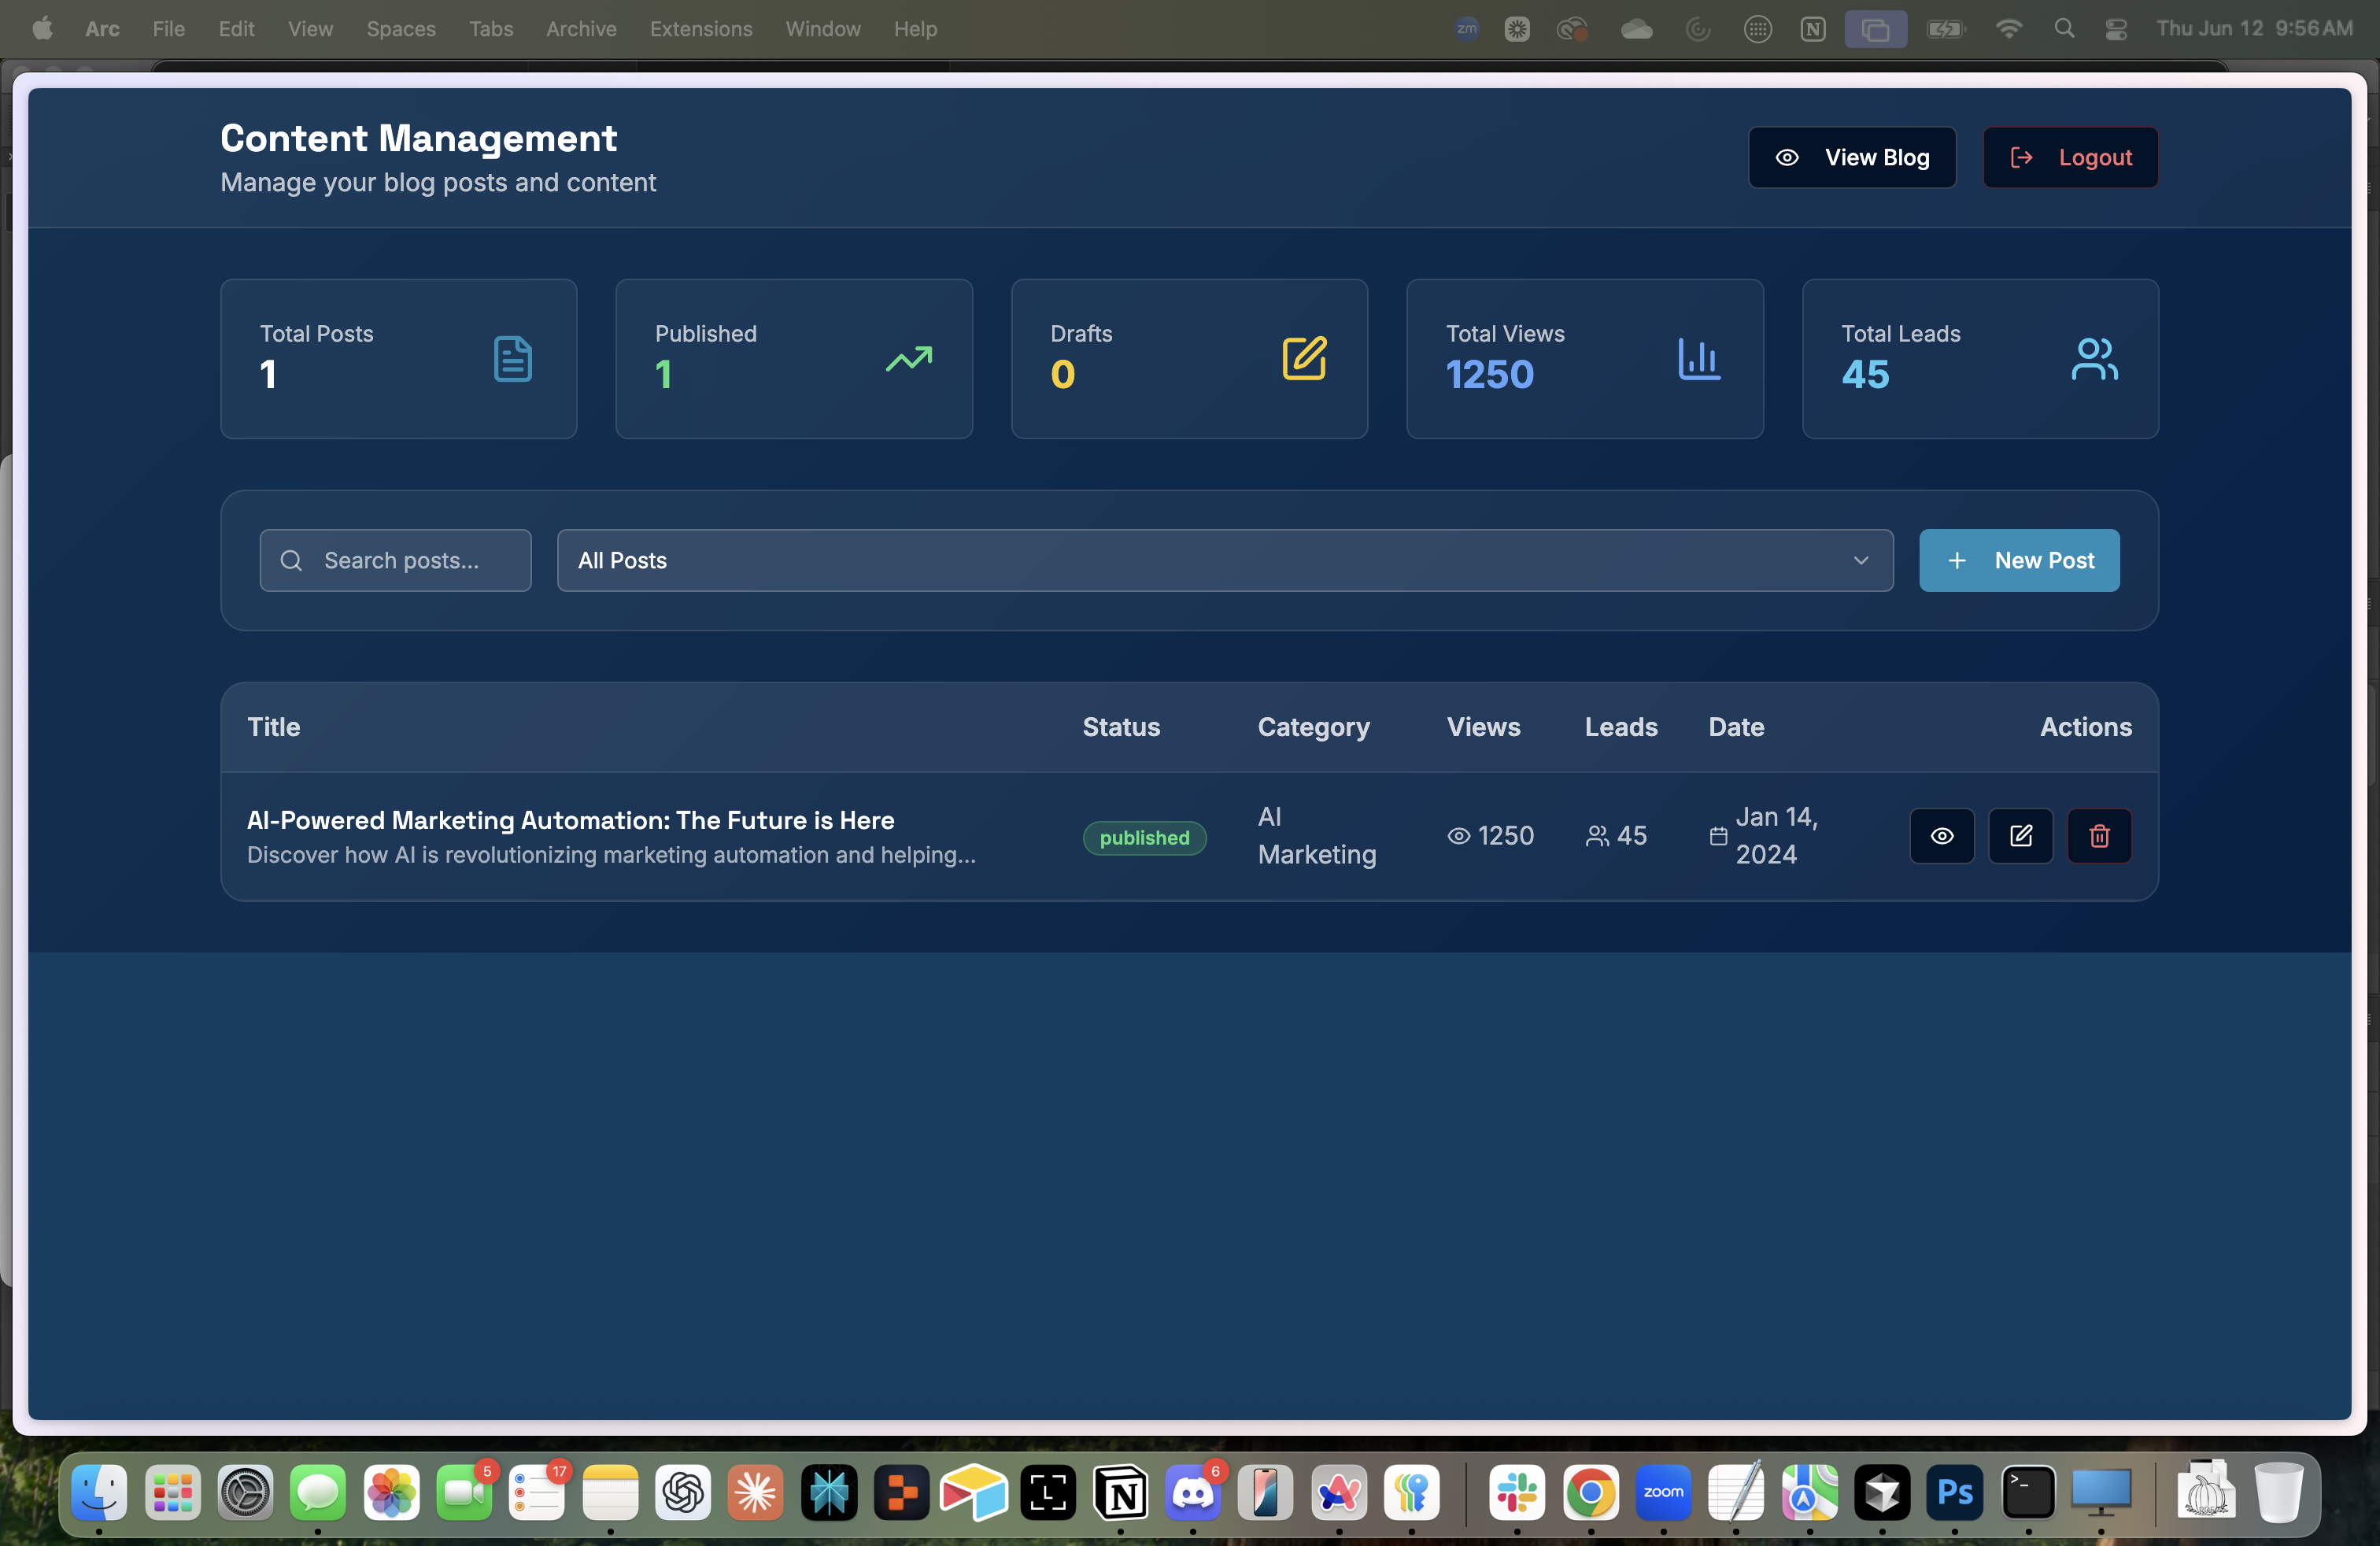 Arc File Edit View Spaces Tabs Archive Extensions Window Help zm N Thu Jun 12 9:56 AM
Content Management
Manage your blog posts and content
View Blog
Logout
Total Posts
1
Published
1
Drafts
0
Total Views
1250
Total Leads
45
Search posts...
All Posts
New Post
Title Status Category Views Leads Date Actions
AI-Powered Marketing Automation: The Future is Here
Discover how AI is revolutionizing marketing automation and helping...
published
AI
Marketing
1250
45
Jan 14,
2024
5
17
L
N
6
zoom
Ps
>_